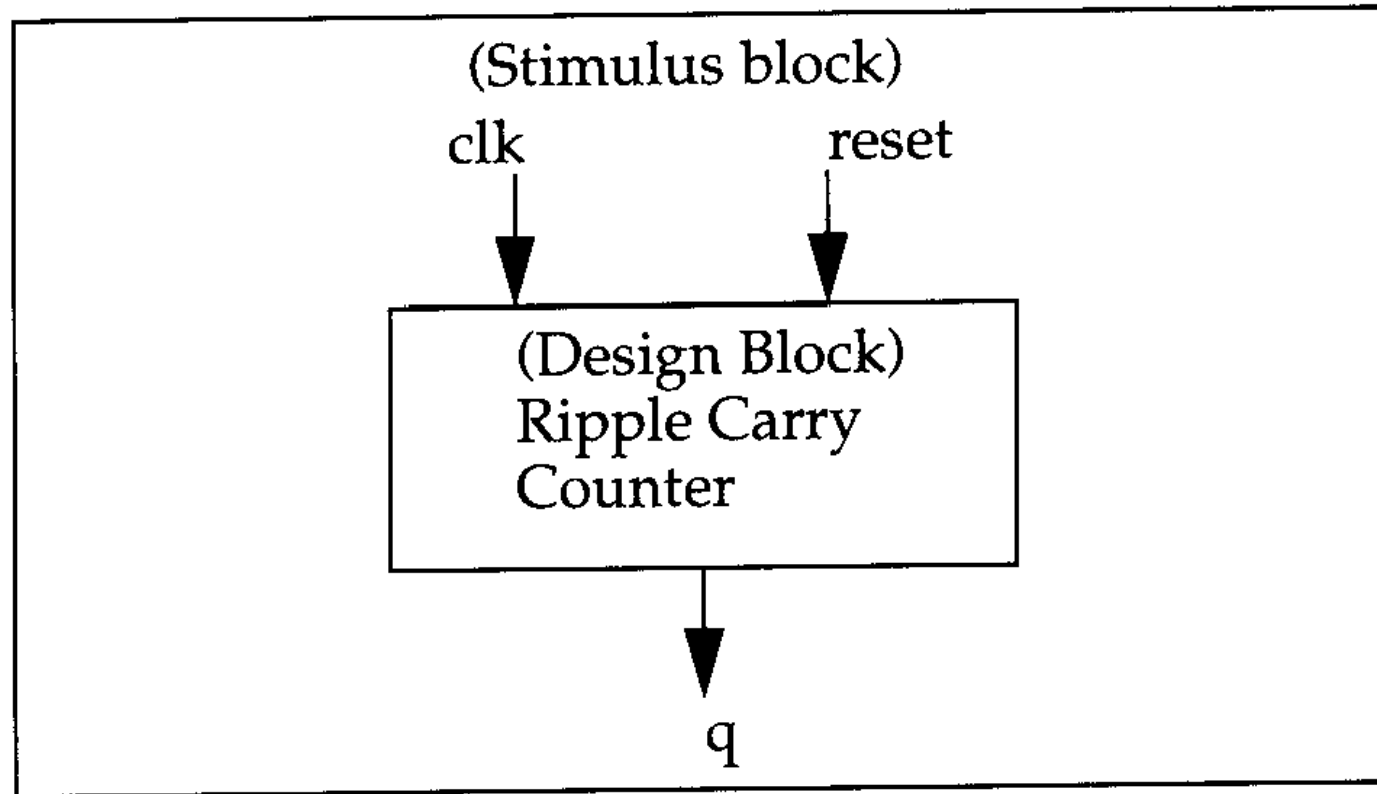 (Stimulus block)
clk reset
(Design Block)
Ripple Carry
Counter
q